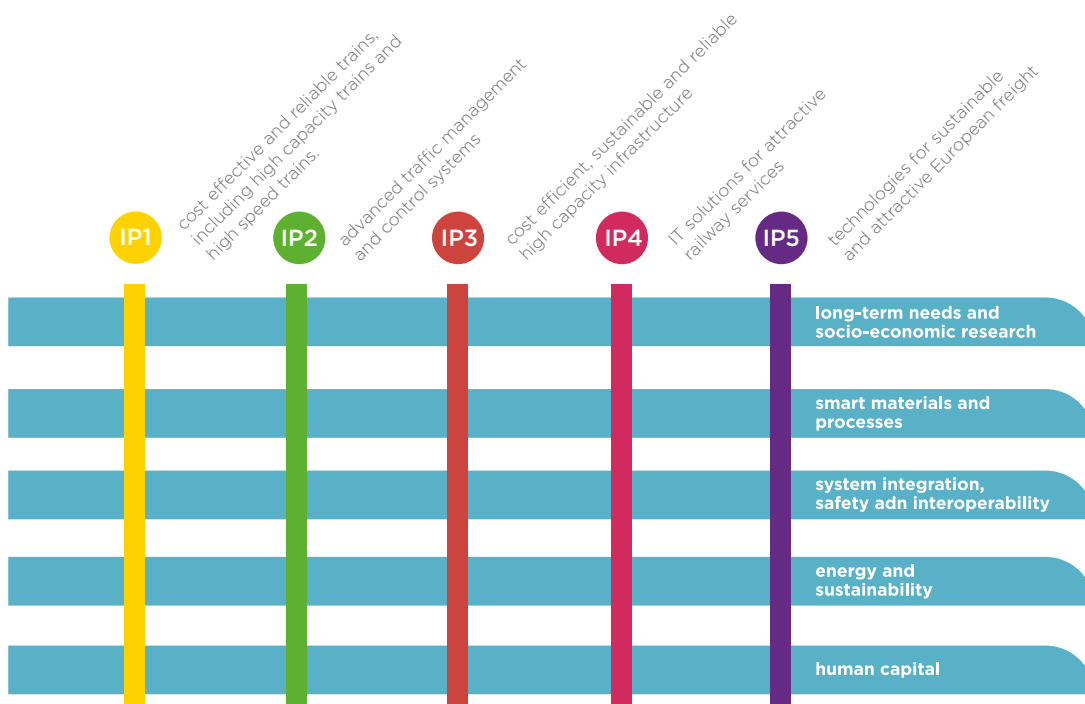 IP1
cost effective and reliable trains,
including high capacity trains and
high speed trains.
IP2
advanced traffic management
and control systems
IP3
cost efficient, sustainable and reliable
high capacity infrastructure
IP4
IT solutions for attractive
railway services
IP5
technologies for sustainable
and attractive European freight
long-term needs and
socio-economic research
smart materials and
processes
system integration,
safety adn interoperability
energy and
sustainability
human capital